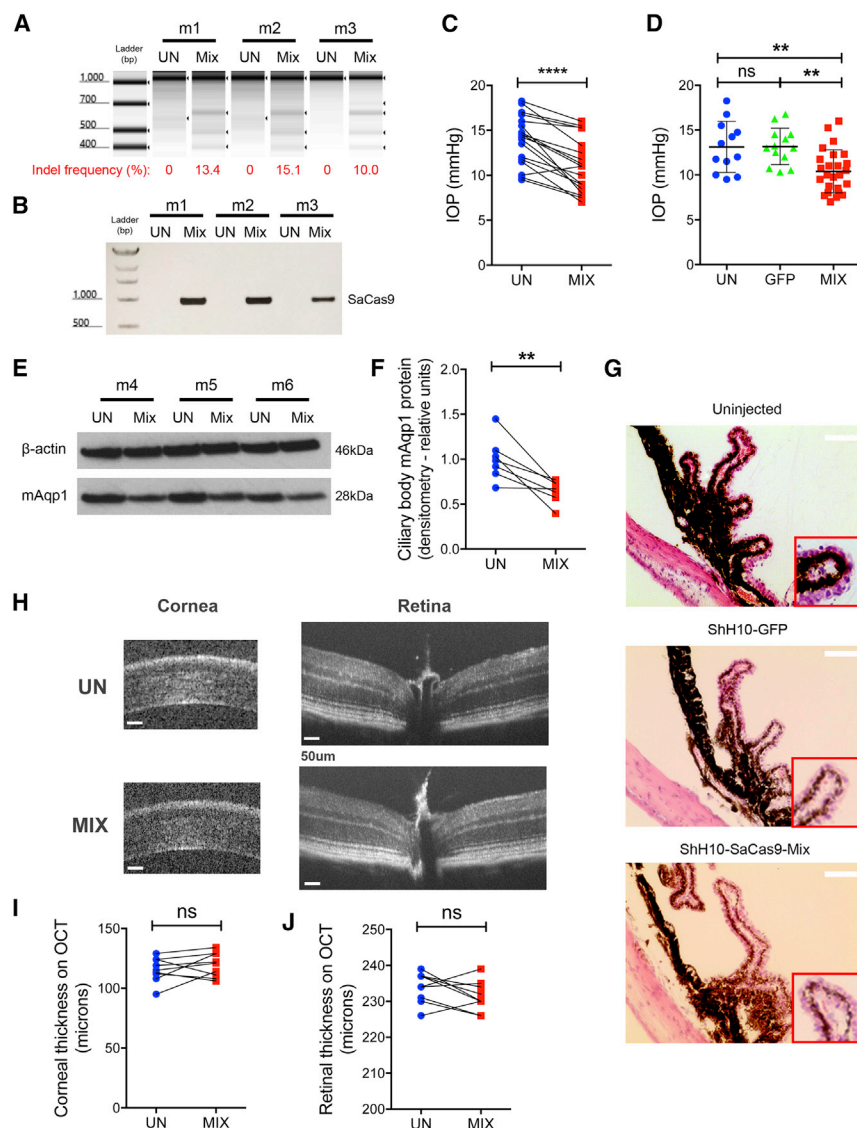 A
m1 m2 m3
Ladder
(bp)
UN Mix UN Mix UN Mix
1,000
700
500
400
Indel frequency (%): 0 13.4 0 15.1 0 10.0
B
m1 m2 m3
Ladder
(bp)
UN Mix UN Mix UN Mix
1,000
500
SaCas9
C
****
IOP (mmHg)
20
15
10
5
0
UN MIX
D
**
ns **
IOP (mmHg)
20
15
10
5
0
UN GFP MIX
E
m4 m5 m6
UN Mix UN Mix UN Mix
β-actin 46kDa
mAqp1 28kDa
F
**
Ciliary body mAqp1 protein
(densitometry - relative units)
2.0
1.5
1.0
0.5
0.0
UN MIX
G
Uninjected
ShH10-GFP
ShH10-SaCas9-Mix
H
Cornea Retina
UN
50um
MIX
I
ns
Corneal thickness on OCT
(microns)
150
100
50
0
UN MIX
J
ns
Retinal thickness on OCT
(microns)
250
240
230
220
210
200
UN MIX